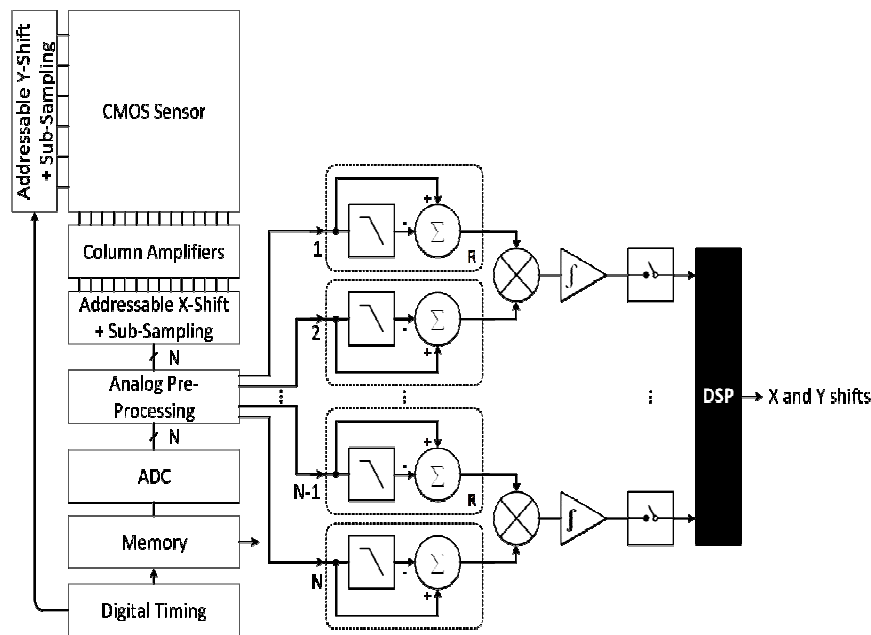 Addressable Y-Shift
+ Sub-Sampling
CMOS Sensor
Column Amplifiers
Addressable X-Shift
+ Sub-Sampling
N
Analog Pre-
Processing
N
ADC
Memory
Digital Timing
1
+
-
Σ
R
2
-
Σ
+
N-1
+
-
Σ
R
N
-
Σ
+
∫
∫
DSP
X and Y shifts